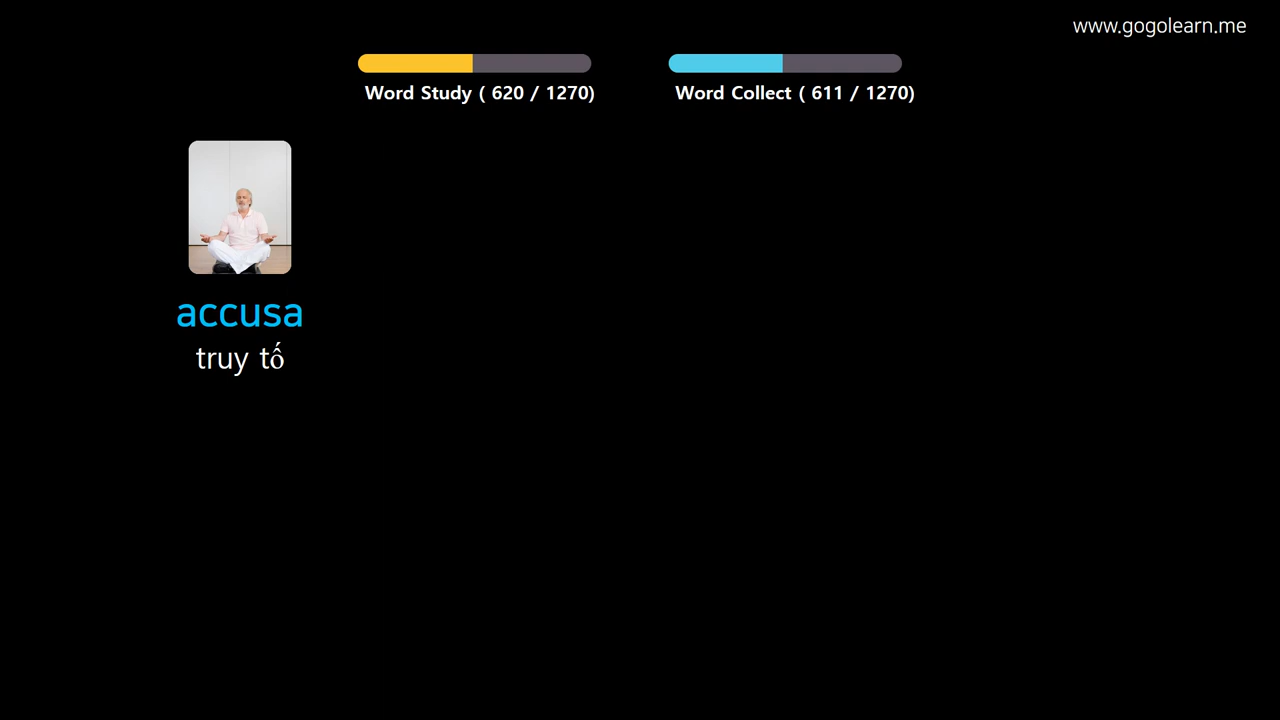 www.gogolearn.me
Word Study ( 620 / 1270)
Word Collect ( 611 / 1270)
accusa
truy tố